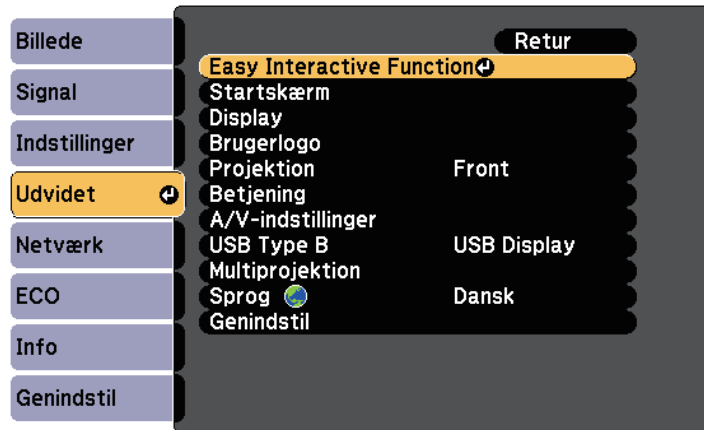 Billede
Signal
Indstillinger
Udvidet
Netværk
ECO
Info
Genindstil
Retur
Easy Interactive Function
Startskærm
Display
Brugerlogo
Projektion Front
Betjening
A/V-indstillinger
USB Type B USB Display
Multiprojektion
Sprog Dansk
Genindstil